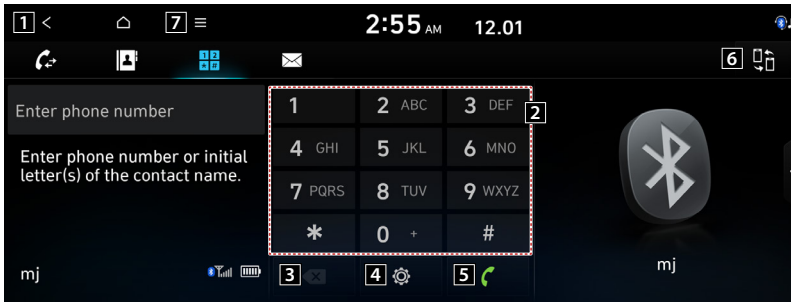 1 7 2:55 AM 12.01
6
Enter phone number
Enter phone number or initial
letter(s) of the contact name.
1 2 ABC 3 DEF 2
4 GHI 5 JKL 6 MNO
7 PQRS 8 TUV 9 WXYZ
* 0 + #
mj 3 4 5
mj